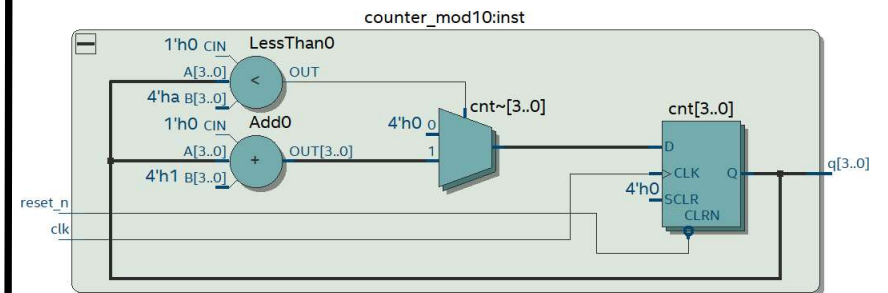 counter_mod10:inst
1'h0 CIN LessThan0
A[3..0] < OUT
4'ha B[3..0]
cnt~[3..0]
cnt[3..0]
1'h0 CIN Add0
4'h0 0
A[3..0] + OUT[3..0] 1
D
4'h1 B[3..0]
CLK Q q[3..0]
4'h0 SCLR
reset_n CLRN
clk